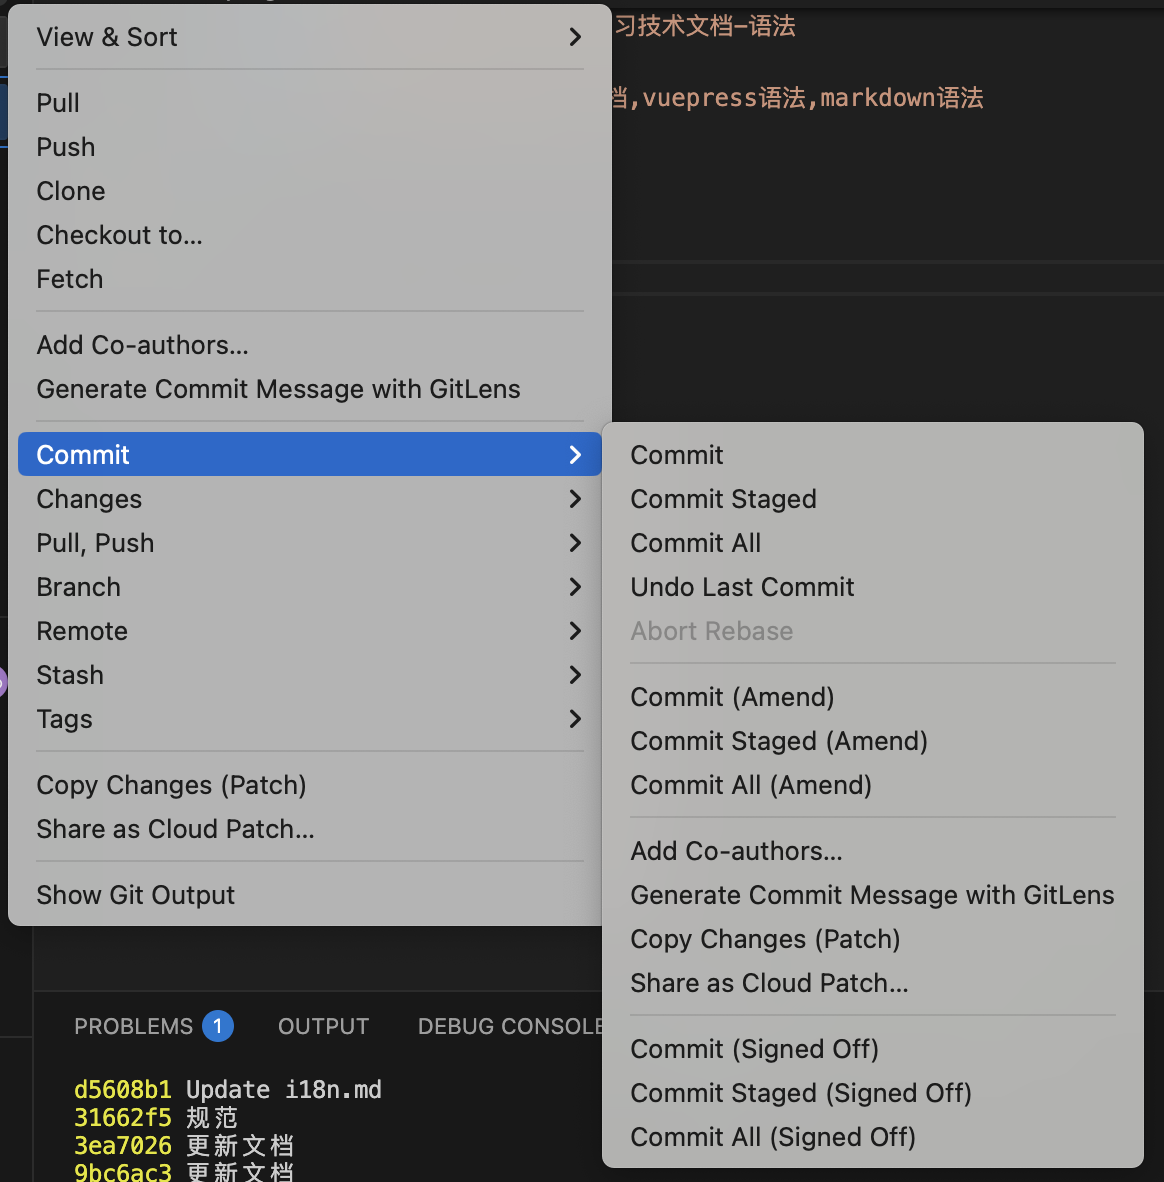 View & Sort
Pull
Push
Clone
Checkout to...
Fetch
Add Co-authors...
Generate Commit Message with GitLens
Commit
Changes
Pull, Push
Branch
Remote
Stash
Tags
Copy Changes (Patch)
Share as Cloud Patch...
Show Git Output
习技术文档-语法
档,vuepress语法,markdown语法
Commit
Commit Staged
Commit All
Undo Last Commit
Abort Rebase
Commit (Amend)
Commit Staged (Amend)
Commit All (Amend)
Add Co-authors...
Generate Commit Message with GitLens
Copy Changes (Patch)
Share as Cloud Patch...
Commit (Signed Off)
Commit Staged (Signed Off)
Commit All (Signed Off)
PROBLEMS 1 OUTPUT DEBUG CONSOLE
d5608b1 Update i18n.md
31662f5 规范
3ea7026 更新文档
9bc6ac3 更新文档